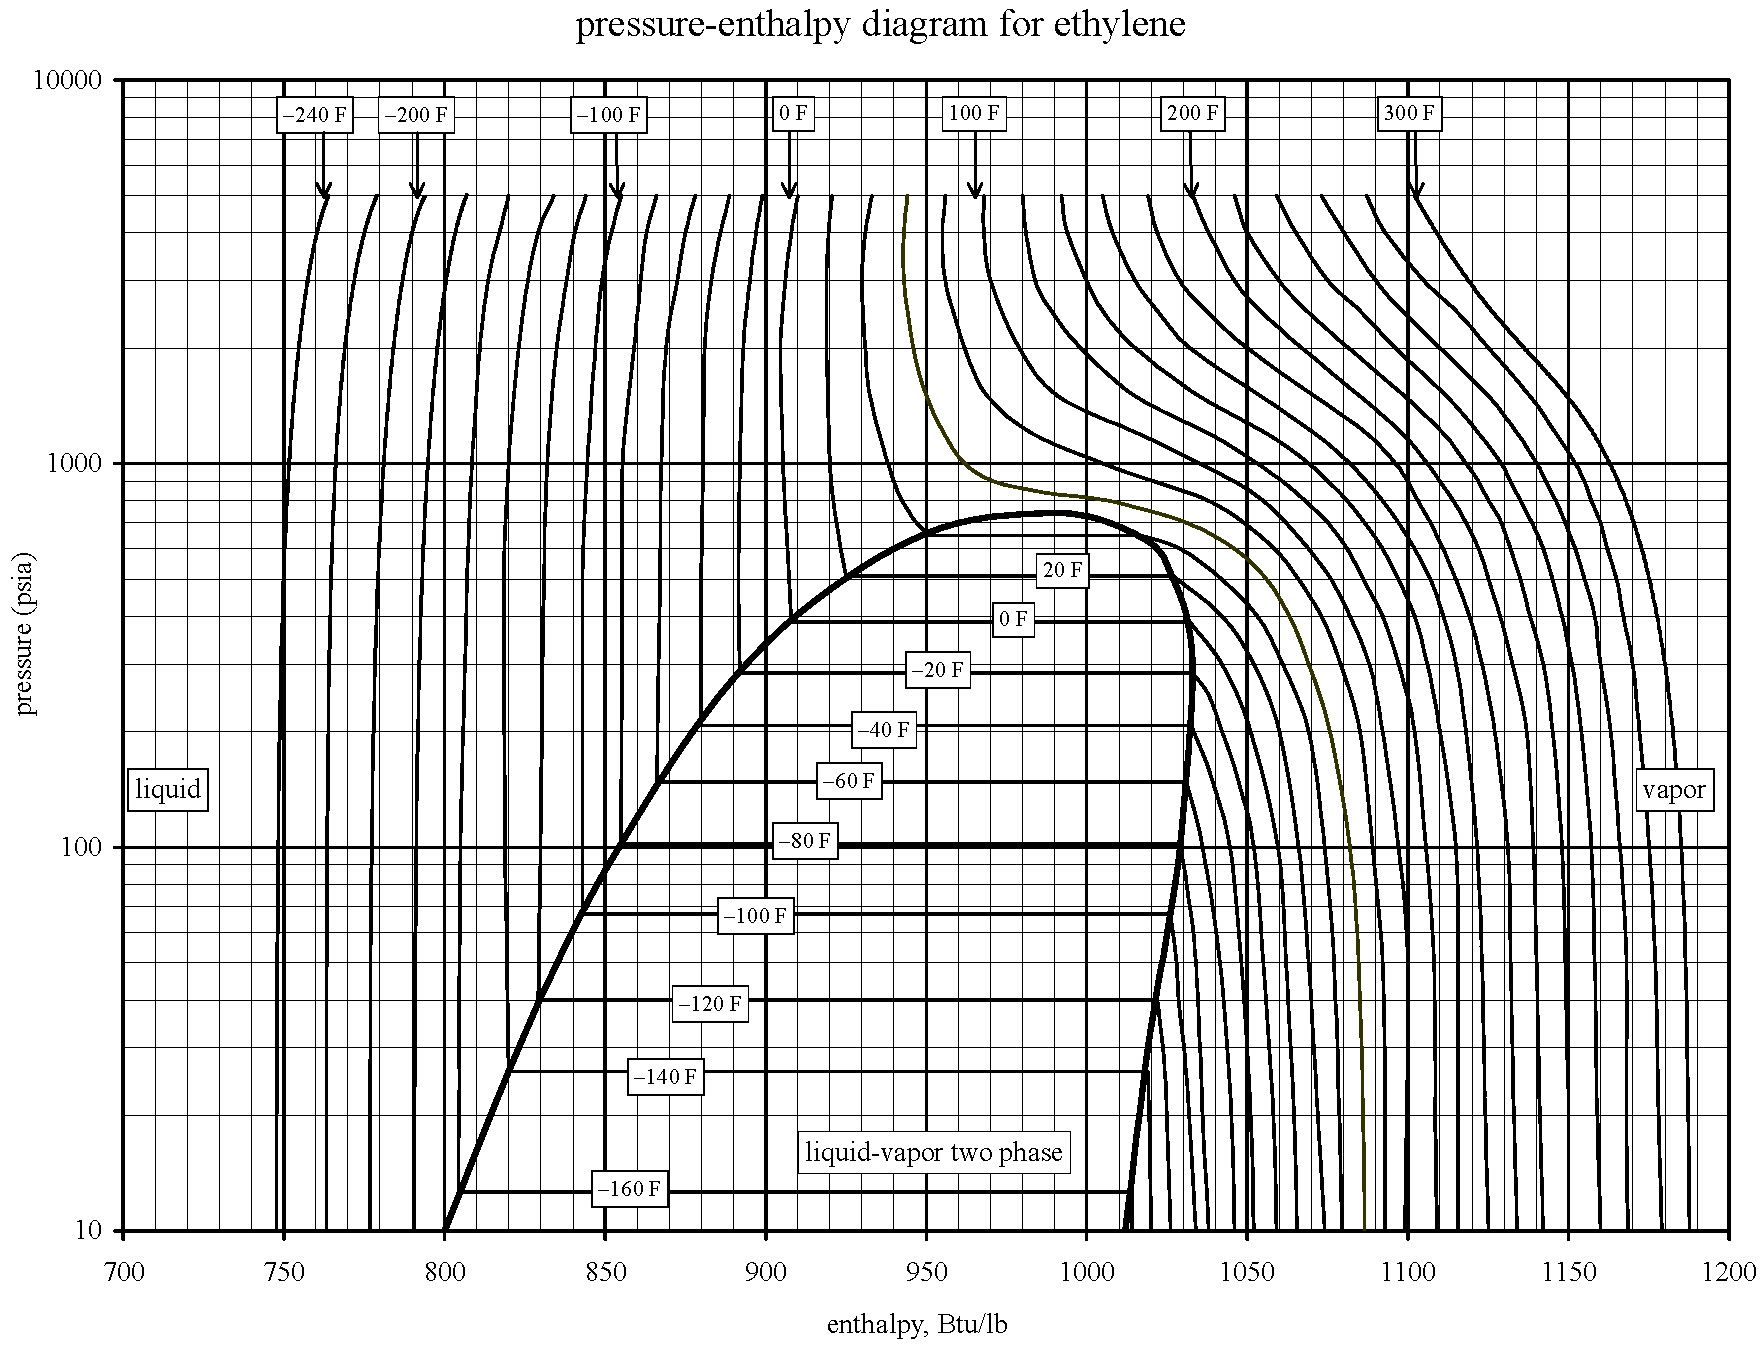 pressure-enthalpy diagram for ethylene
10000
–240 F
–200 F
–100 F
0 F
100 F
200 F
300 F
1000
pressure (psia)
20 F
0 F
–20 F
–40 F
–60 F
liquid
vapor
–80 F
100
–100 F
–120 F
–140 F
liquid-vapor two phase
–160 F
10
700 750 800 850 900 950 1000 1050 1100 1150 1200
enthalpy, Btu/lb